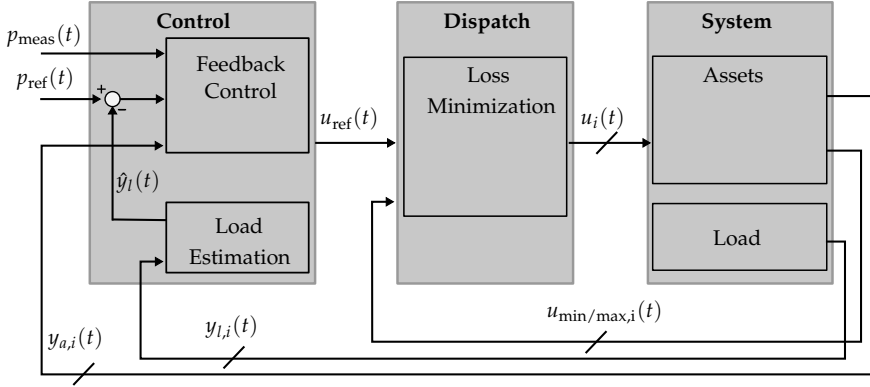 Control
Dispatch
System
p_meas(t)
p_ref(t)
+
−
Feedback
Control
Loss
Minimization
Assets
u_ref(t)
u_i(t)
ŷ_l(t)
Load
Estimation
Load
u_min/max,i(t)
y_a,i(t)
y_l,i(t)